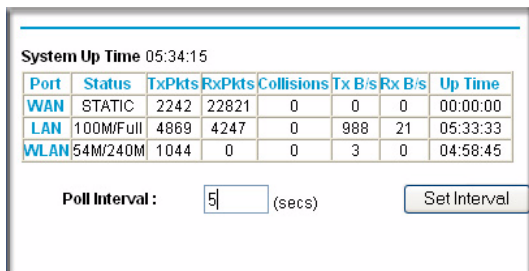 System Up Time 05:34:15
Port Status TxPkts RxPkts Collisions Tx B/s Rx B/s Up Time
WAN STATIC 2242 22821 0 0 0 00:00:00
LAN 100M/Full 4869 4247 0 988 21 05:33:33
WLAN 54M/240M 1044 0 0 3 0 04:58:45
Poll Interval : 5 (secs) Set Interval